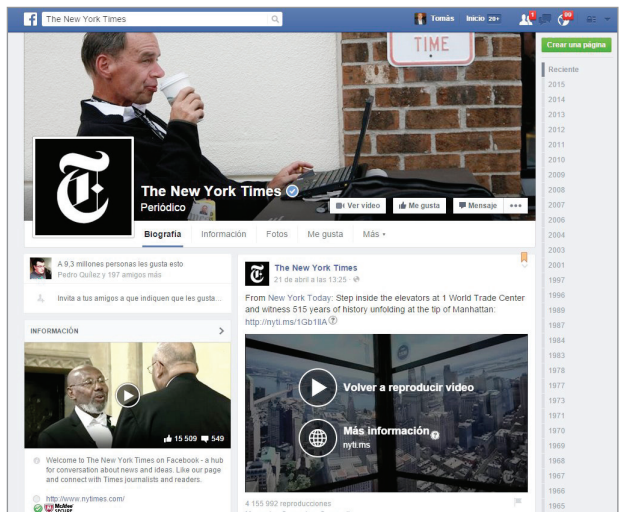 The New York Times
Tomás
Inicio 20+
TIME
Crear una página
The New York Times
Periódico
Ver vídeo
Me gusta
Mensaje
Biografía
Información
Fotos
Me gusta
Más
A 9,3 millones personas les gusta esto
Pedro Quílez y 197 amigos más
Invita a tus amigos a que indiquen que les gusta...
INFORMACIÓN
15 509
549
Welcome to The New York Times on Facebook - a hub
for conversation about news and ideas. Like our page
and connect with Times journalists and readers.
http://www.nytimes.com/
McAfee
SECURE
The New York Times
21 de abril a las 13:25
From New York Today: Step inside the elevators at 1 World Trade Center
and witness 515 years of history unfolding at the tip of Manhattan:
http://nyti.ms/1Gb1IIA
Volver a reproducir vídeo
Más información
nyti.ms
4 155 992 reproducciones
Reciente
2015
2014
2013
2012
2011
2010
2009
2008
2007
2006
2004
2003
2001
1997
1996
1989
1987
1984
1983
1978
1977
1973
1971
1970
1969
1968
1967
1966
1965